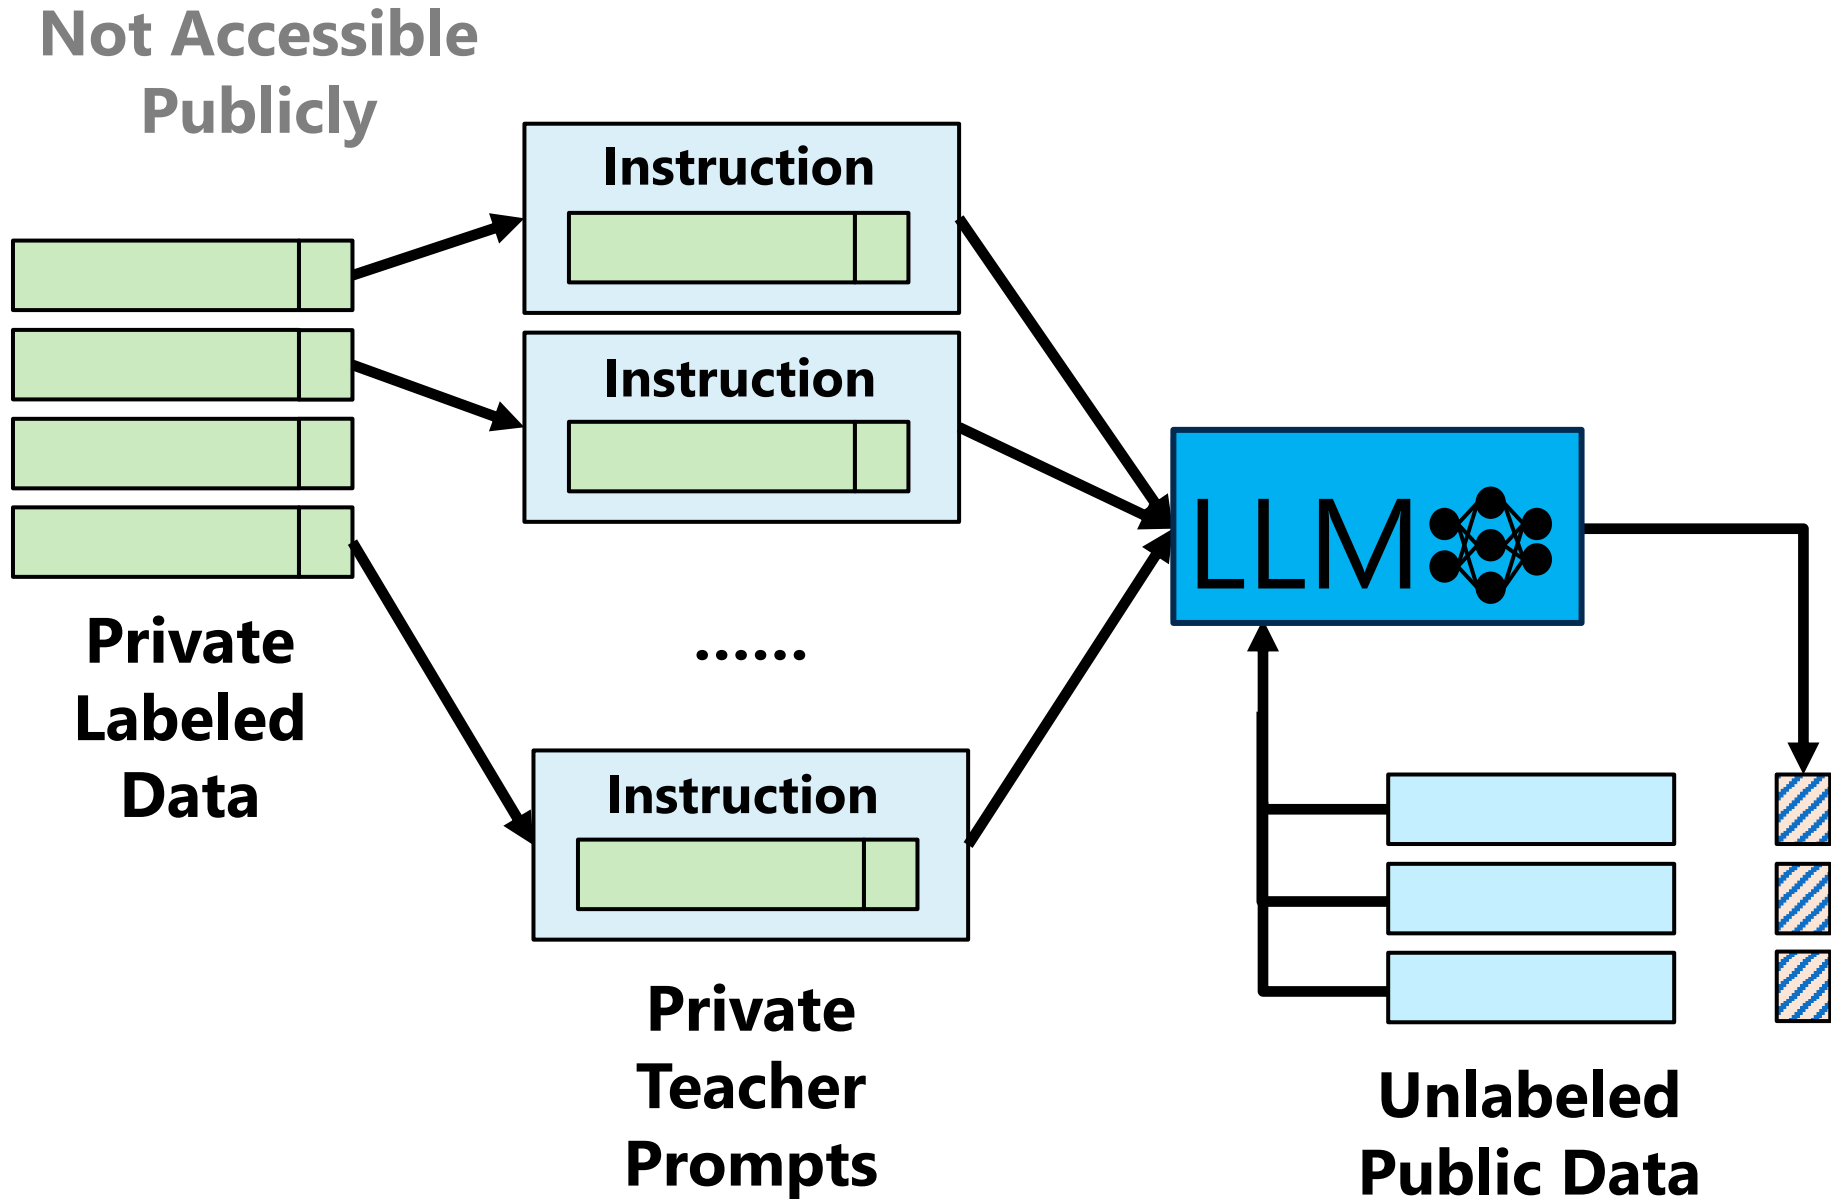 Not Accessible
Publicly
Instruction
Instruction
LLM
......
Private
Labeled
Data
Instruction
Private
Teacher
Prompts
Unlabeled
Public Data